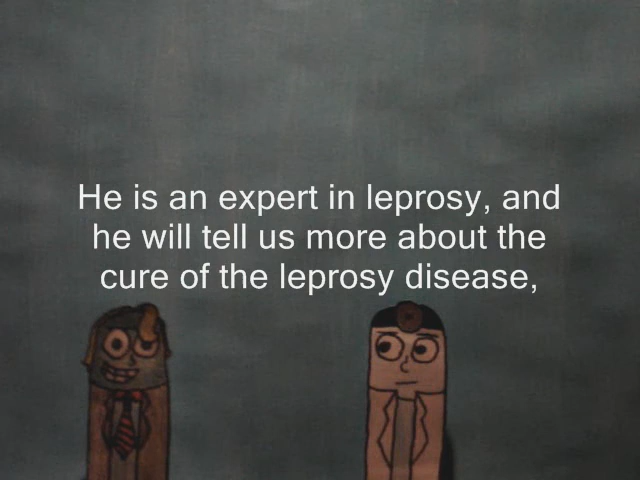 He is an expert in leprosy, and
he will tell us more about the
cure of the leprosy disease,